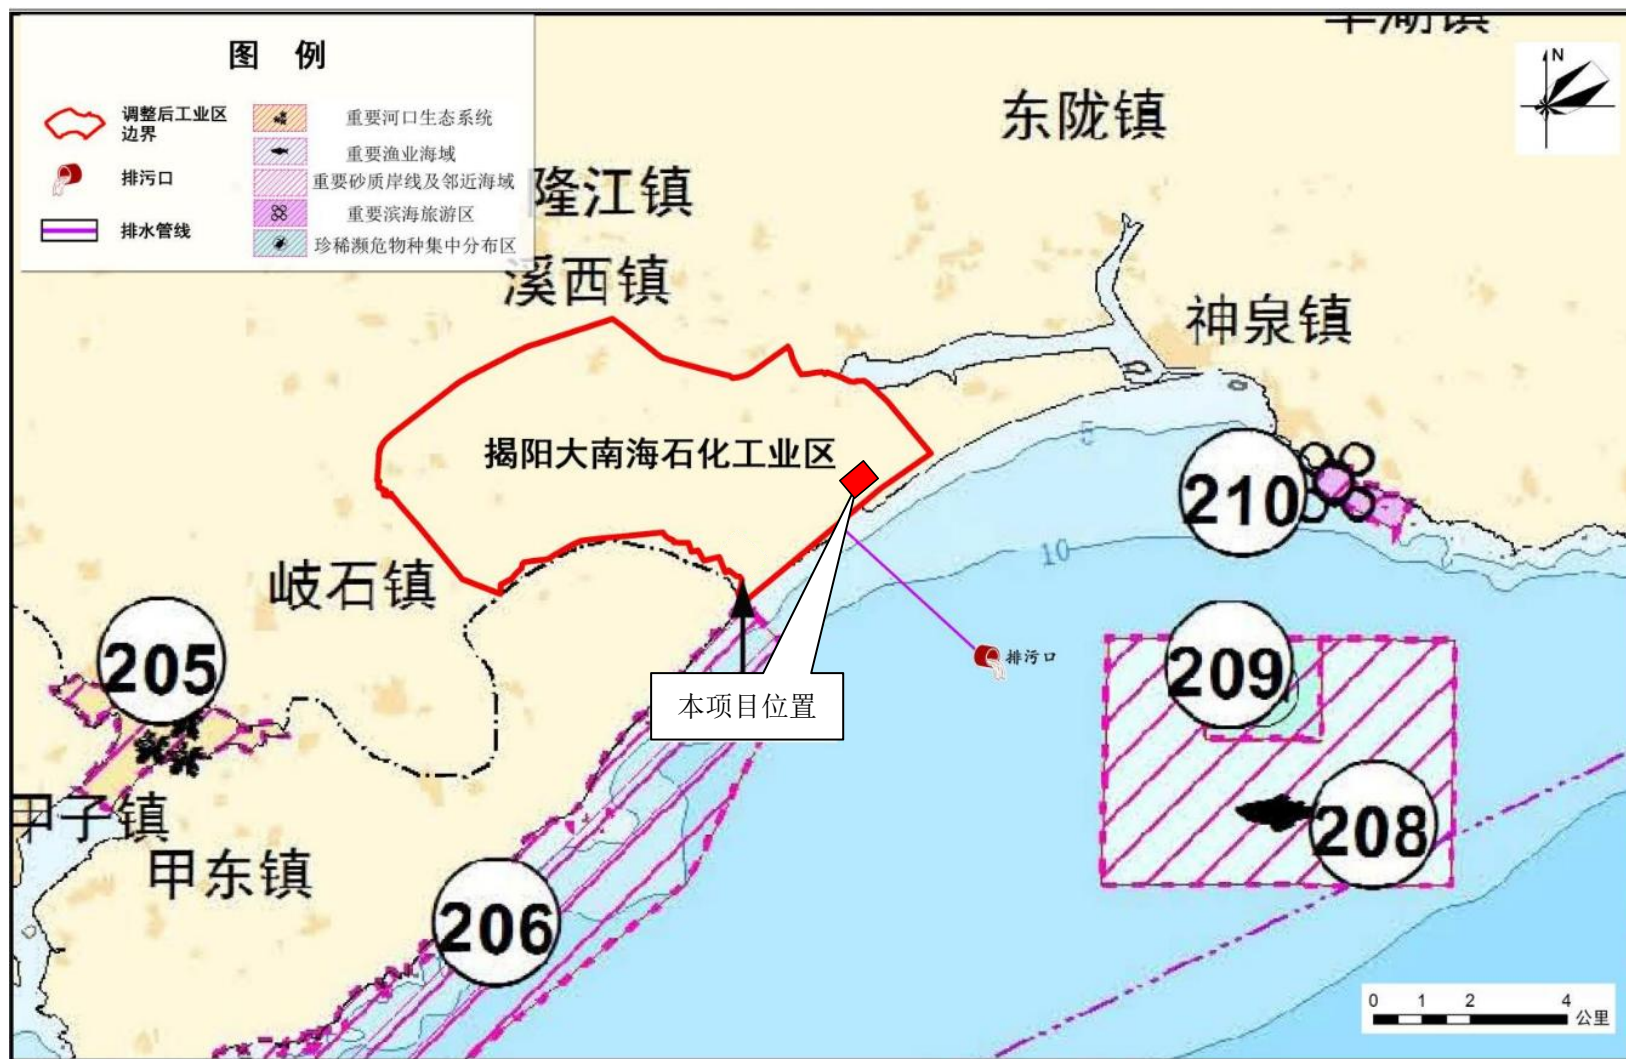 图 例
调整后工业区
边界
排污口
排水管线
重要河口生态系统
重要渔业海域
重要砂质岸线及邻近海域
重要滨海旅游区
珍稀濒危物种集中分布区
N
东陇镇
隆江镇
溪西镇
神泉镇
揭阳大南海石化工业区
5
210
10
岐石镇
205
排污口
209
本项目位置
208
甲子镇
甲东镇
206
0 1 2 4
公里